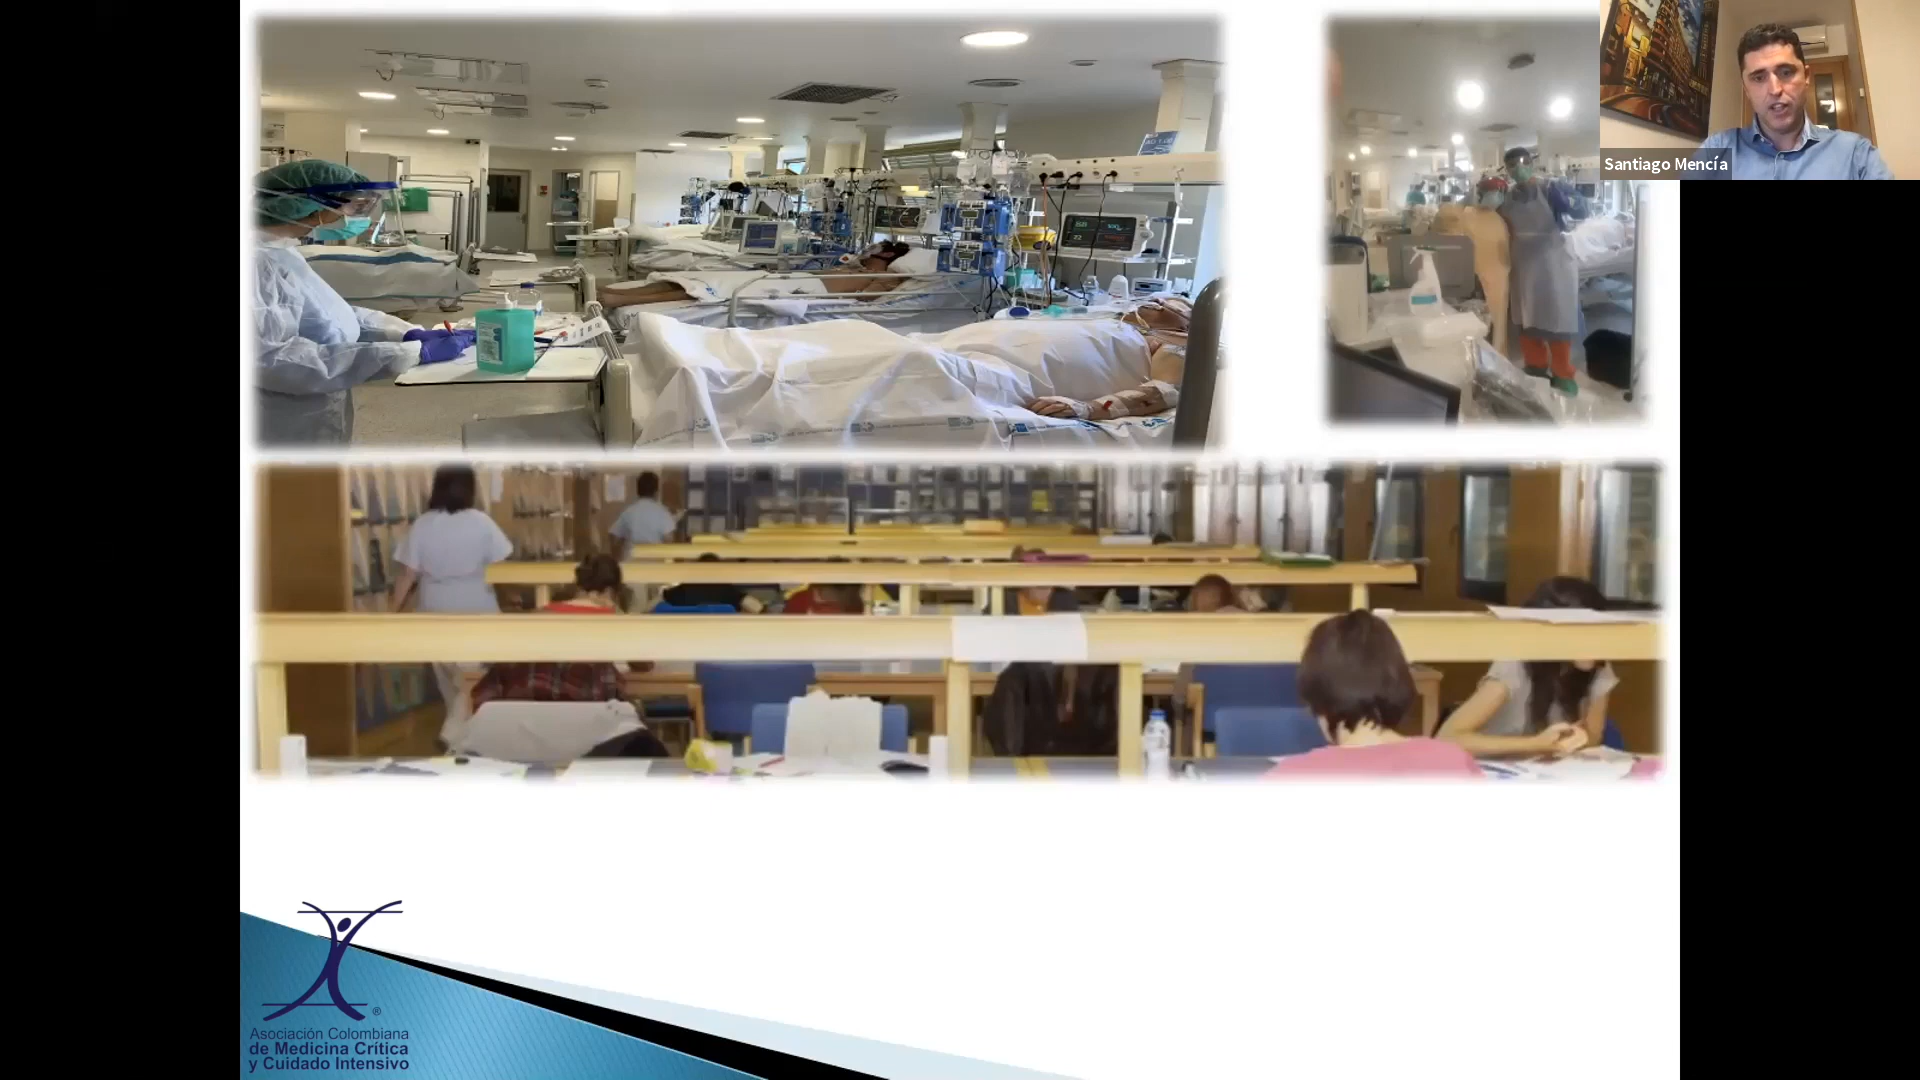 Santiago Mencía
®
Asociación Colombiana
de Medicina Crítica
y Cuidado Intensivo